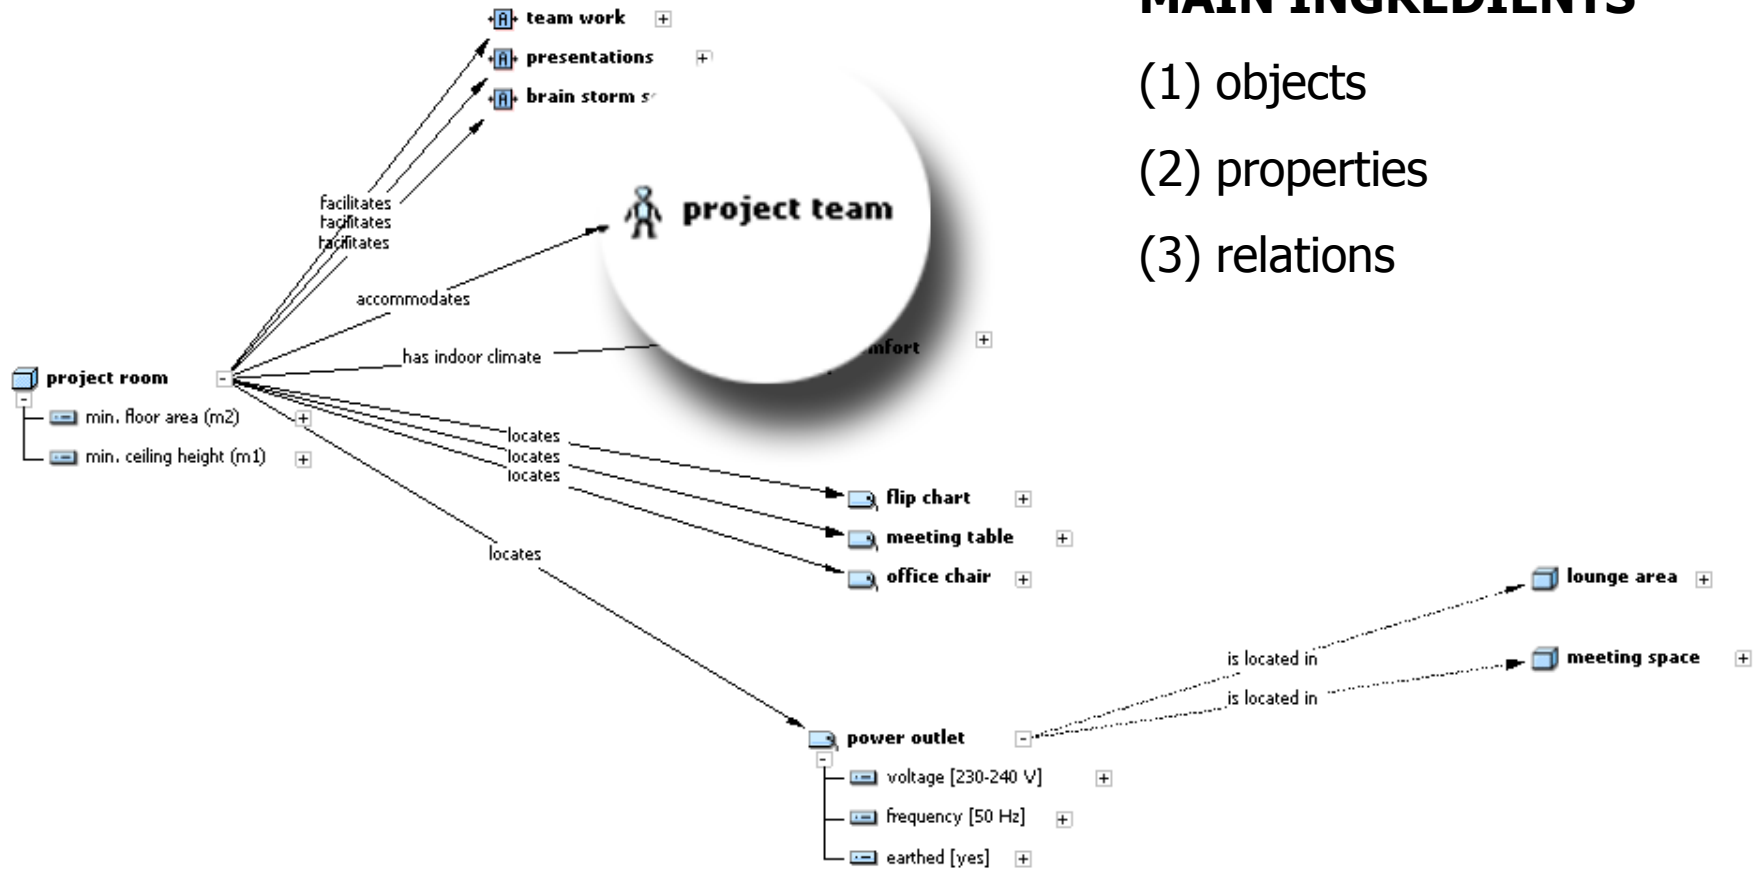 MAIN INGREDIENTS
(1) objects
(2) properties
(3) relations
team work
presentations
brain storm
facilitates
facilitates
facilitates
accommodates
project team
has indoor climate
project room
min. floor area (m2)
min. ceiling height (m1)
locates
locates
locates
flip chart
meeting table
office chair
locates
lounge area
is located in
meeting space
is located in
power outlet
voltage [230-240 V]
frequency [50 Hz]
earthed [yes]